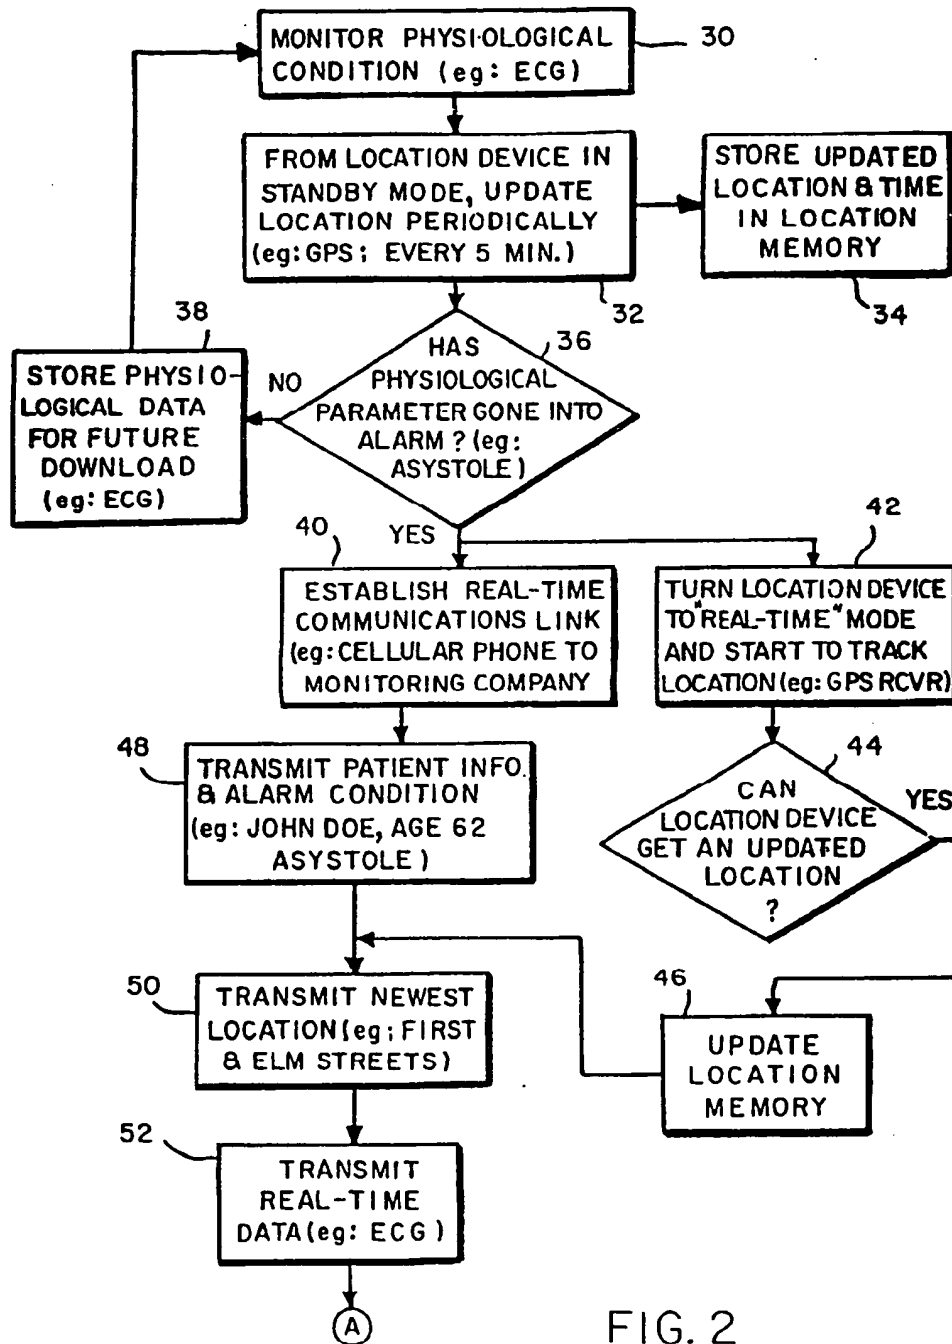 MONITOR PHYSIOLOGICAL
CONDITION (eg: ECG)
30
FROM LOCATION DEVICE IN
STANDBY MODE, UPDATE
LOCATION PERIODICALLY
(eg: GPS; EVERY 5 MIN.)
32
STORE UPDATED
LOCATION & TIME
IN LOCATION
MEMORY
34
38
STORE PHYSIO-
LOGICAL DATA
FOR FUTURE
DOWNLOAD
(eg: ECG)
NO
36
HAS
PHYSIOLOGICAL
PARAMETER GONE INTO
ALARM? (eg:
ASYSTOLE)
YES
40
ESTABLISH REAL-TIME
COMMUNICATIONS LINK
(eg: CELLULAR PHONE TO
MONITORING COMPANY
42
TURN LOCATION DEVICE
TO "REAL-TIME" MODE
AND START TO TRACK
LOCATION (eg: GPS RCVR)
48
TRANSMIT PATIENT INFO.
& ALARM CONDITION
(eg: JOHN DOE, AGE 62
ASYSTOLE)
44
CAN
LOCATION DEVICE
GET AN UPDATED
LOCATION
?
YES
50
TRANSMIT NEWEST
LOCATION (eg; FIRST
& ELM STREETS)
46
UPDATE
LOCATION
MEMORY
52
TRANSMIT
REAL-TIME
DATA (eg: ECG)
A
FIG. 2